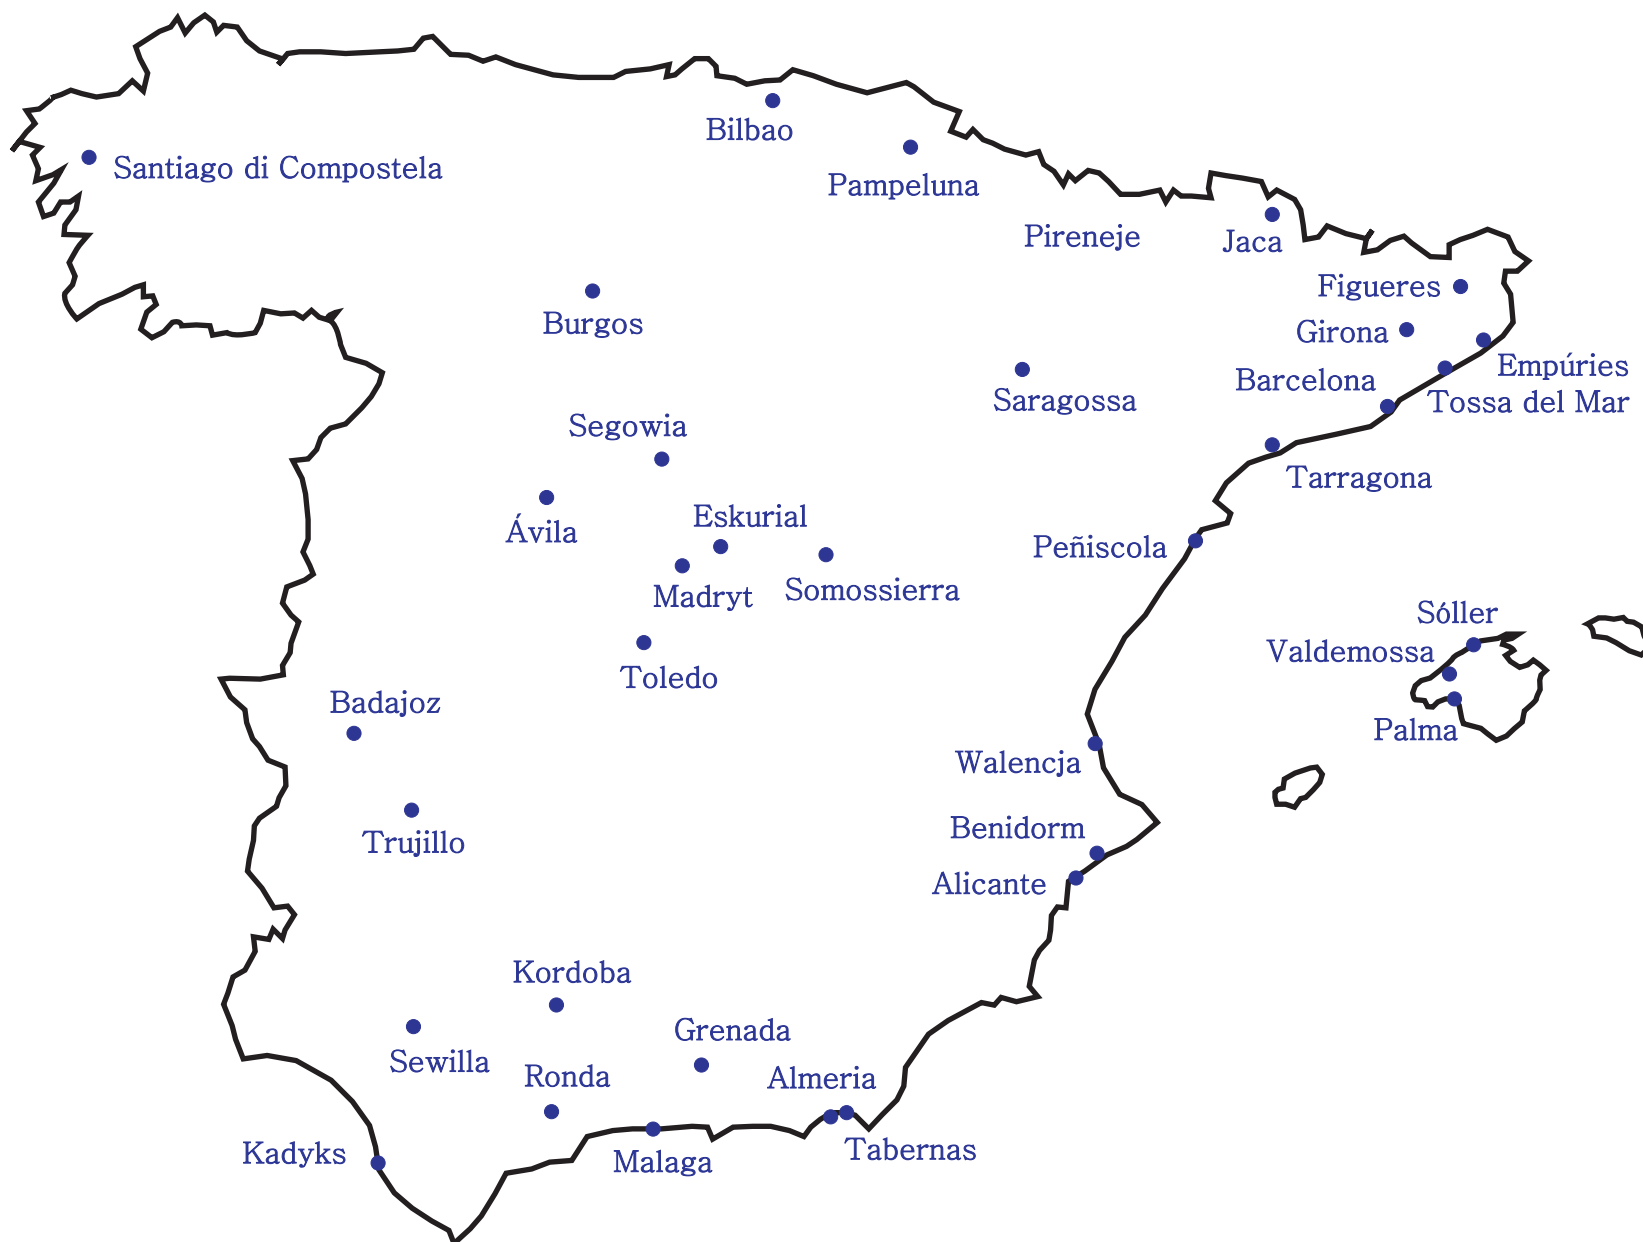 Bilbao
Santiago di Compostela
Pampeluna
Pireneje
Jaca
Figueres
Burgos
Girona
Empúries
Barcelona
Saragossa
Tossa del Mar
Segowia
Tarragona
Eskurial
Ávila
Peñiscola
Somossierra
Madryt
Sóller
Valdemossa
Toledo
Badajoz
Palma
Walencja
Benidorm
Trujillo
Alicante
Kordoba
Grenada
Sewilla
Ronda
Almeria
Tabernas
Kadyks
Malaga